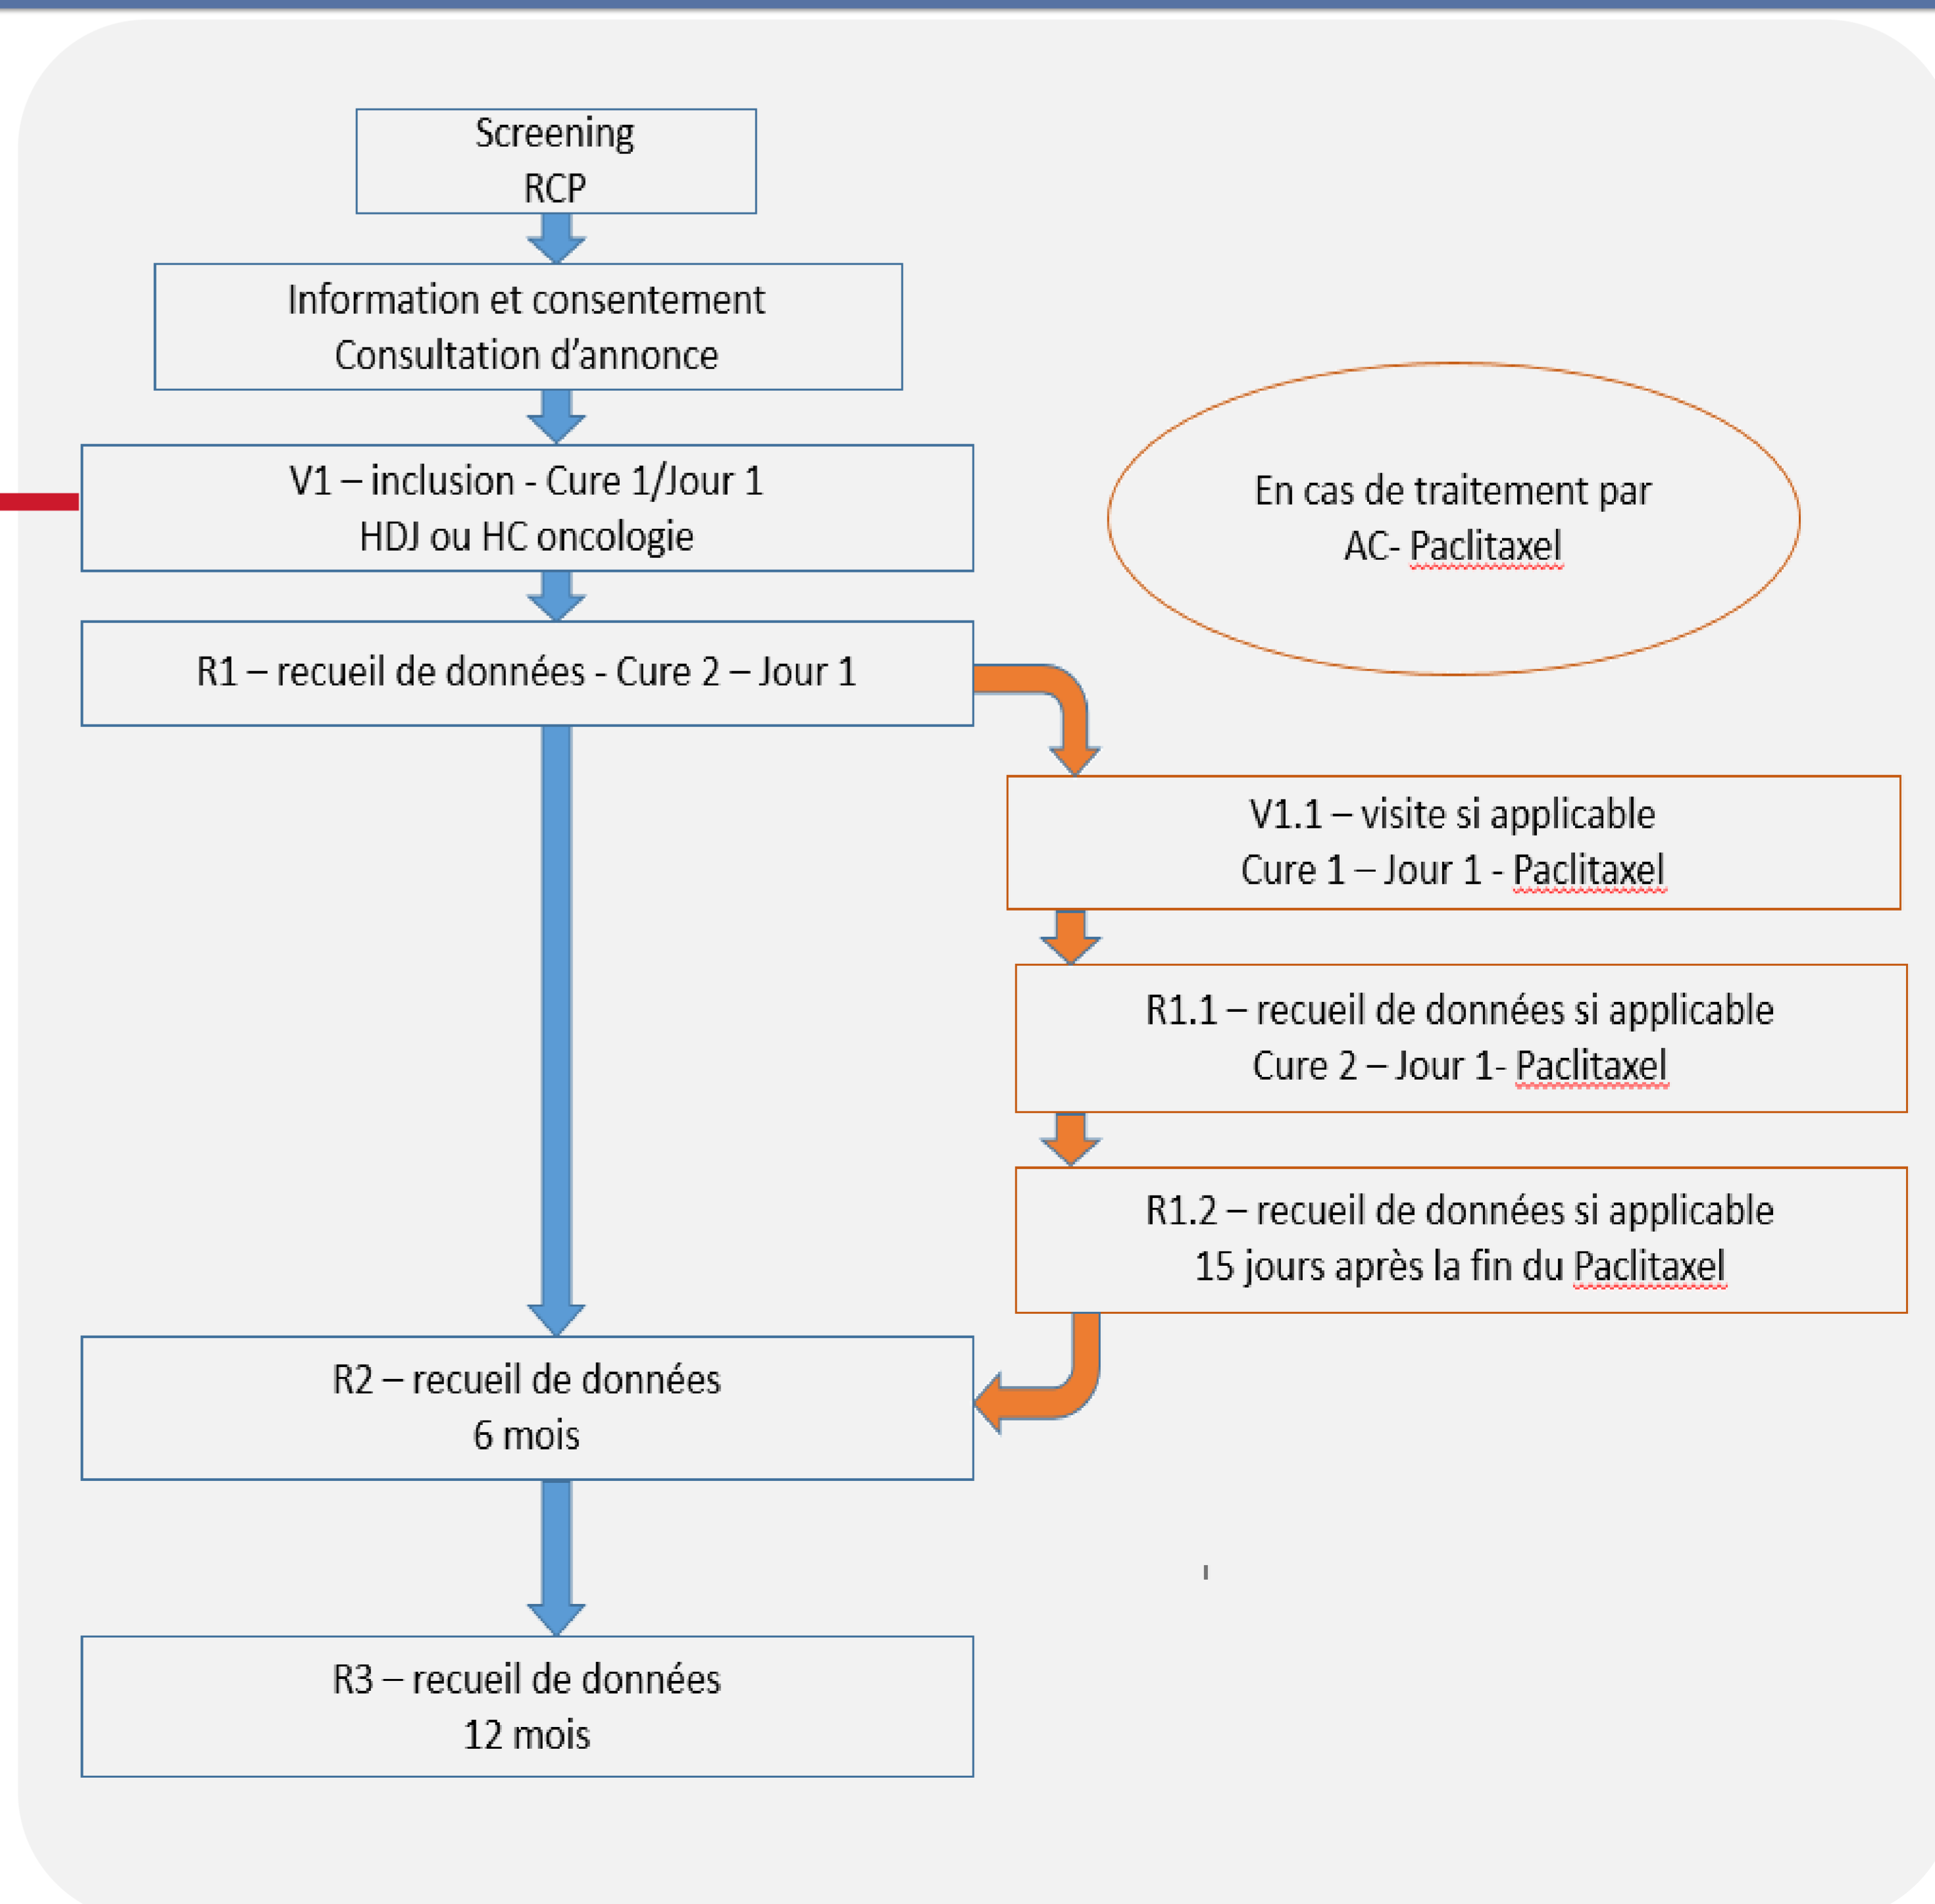 Screening
RCP
Information et consentement
Consultation d’annonce
V1 – inclusion - Cure 1/Jour 1
HDJ ou HC oncologie
En cas de traitement par
AC- Paclitaxel
R1 – recueil de données - Cure 2 – Jour 1
V1.1 – visite si applicable
Cure 1 – Jour 1 - Paclitaxel
R1.1 – recueil de données si applicable
Cure 2 – Jour 1- Paclitaxel
R1.2 – recueil de données si applicable
15 jours après la fin du Paclitaxel
R2 – recueil de données
6 mois
R3 – recueil de données
12 mois